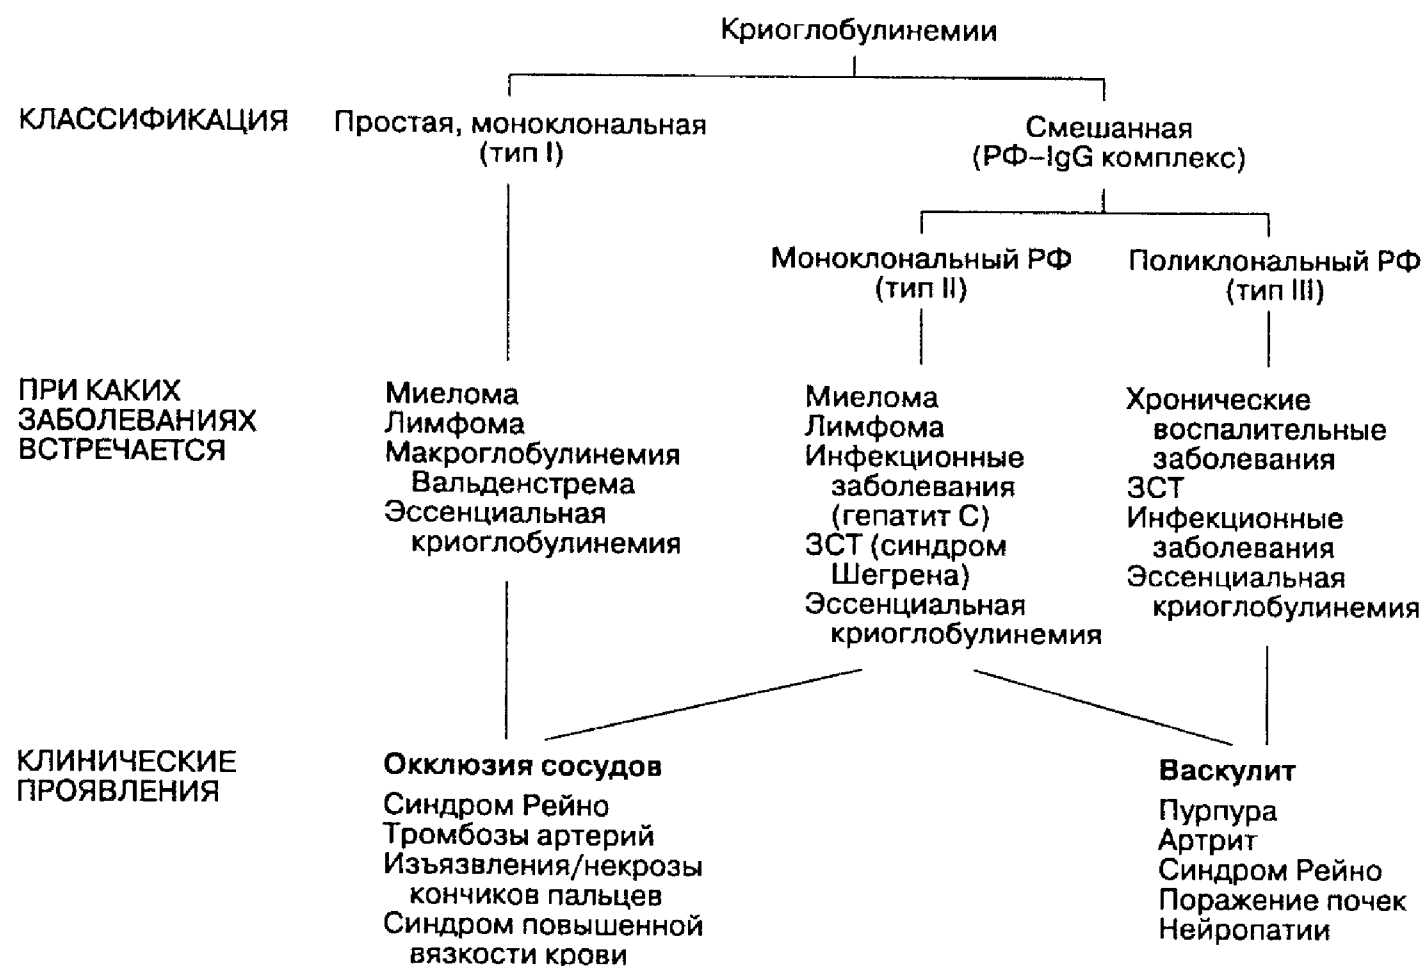 Криоглобулинемии
КЛАССИФИКАЦИЯ
Простая, моноклональная
(тип I)
Смешанная
(РФ–IgG комплекс)
Моноклональный РФ
(тип II)
Поликлональный РФ
(тип III)
ПРИ КАКИХ
ЗАБОЛЕВАНИЯХ
ВСТРЕЧАЕТСЯ
Миелома
Лимфома
Макроглобулинемия
Вальденстрема
Эссенциальная
криоглобулинемия
Миелома
Лимфома
Инфекционные
заболевания
(гепатит С)
ЗСТ (синдром
Шегрена)
Эссенциальная
криоглобулинемия
Хронические
воспалительные
заболевания
ЗСТ
Инфекционные
заболевания
Эссенциальная
криоглобулинемия
КЛИНИЧЕСКИЕ
ПРОЯВЛЕНИЯ
Окклюзия сосудов
Синдром Рейно
Тромбозы артерий
Изъязвления/некрозы
кончиков пальцев
Синдром повышенной
вязкости крови
Васкулит
Пурпура
Артрит
Синдром Рейно
Поражение почек
Нейропатии